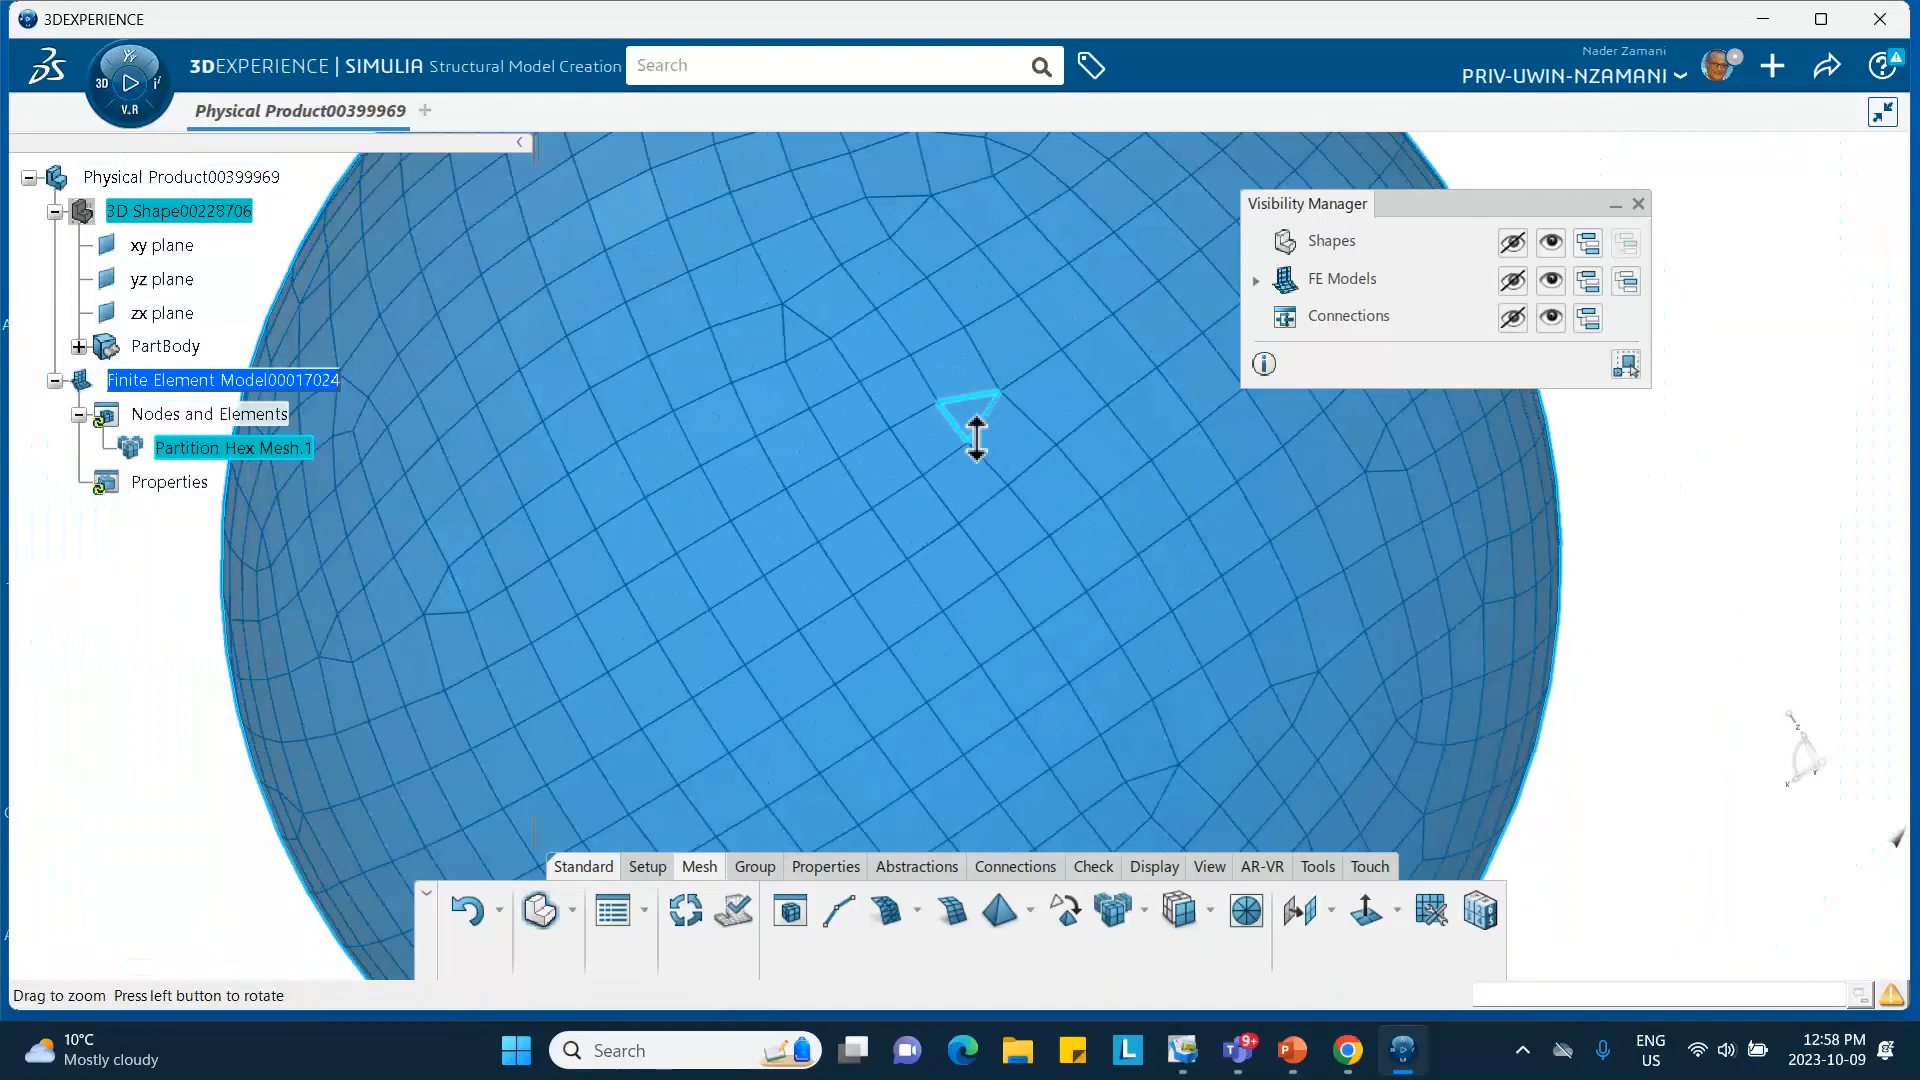 3DEXPERIENCE
3DEXPERIENCE | SIMULIA Structural Model Creation
Search
Nader Zamani
PRIV-UWIN-NZAMANI
3D
V.R
Physical Product00399969
Physical Product00399969
3D Shape00228706
xy plane
yz plane
zx plane
PartBody
Finite Element Model00017024
Nodes and Elements
Partition Hex Mesh.1
Properties
Visibility Manager
Shapes
FE Models
Connections
z
x
Y
Standard Setup Mesh Group Properties Abstractions Connections Check Display View AR-VR Tools Touch
Drag to zoom Press left button to rotate
10°C
Mostly cloudy
Search
9+
ENG
US
12:58 PM
2023-10-09